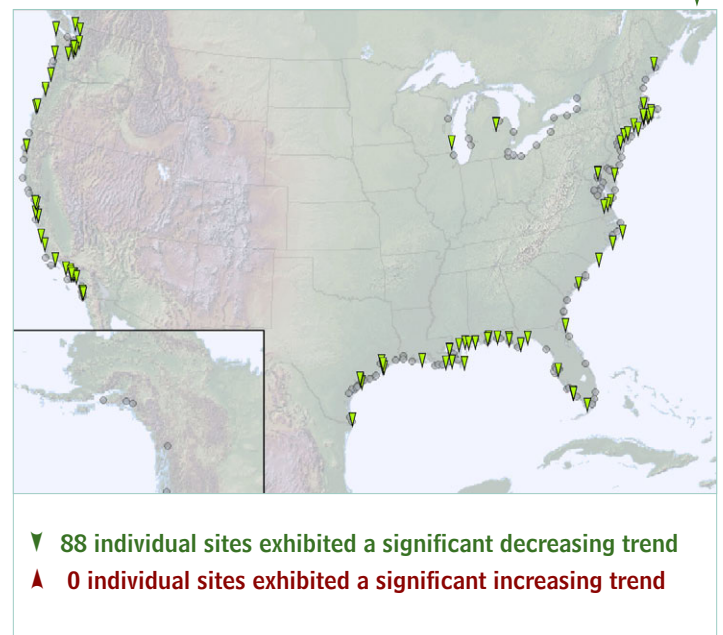 88 individual sites exhibited a significant decreasing trend
0 individual sites exhibited a significant increasing trend